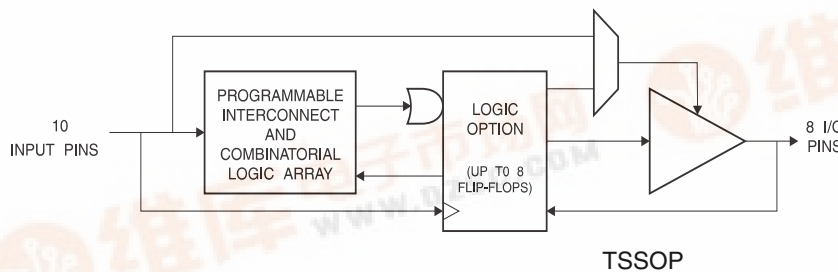 10
INPUT PINS
PROGRAMMABLE
INTERCONNECT
AND
COMBINATORIAL
LOGIC ARRAY
LOGIC
OPTION
(UP T0 8
FLIP-FLOPS)
8 I/O
PINS
TSSOP